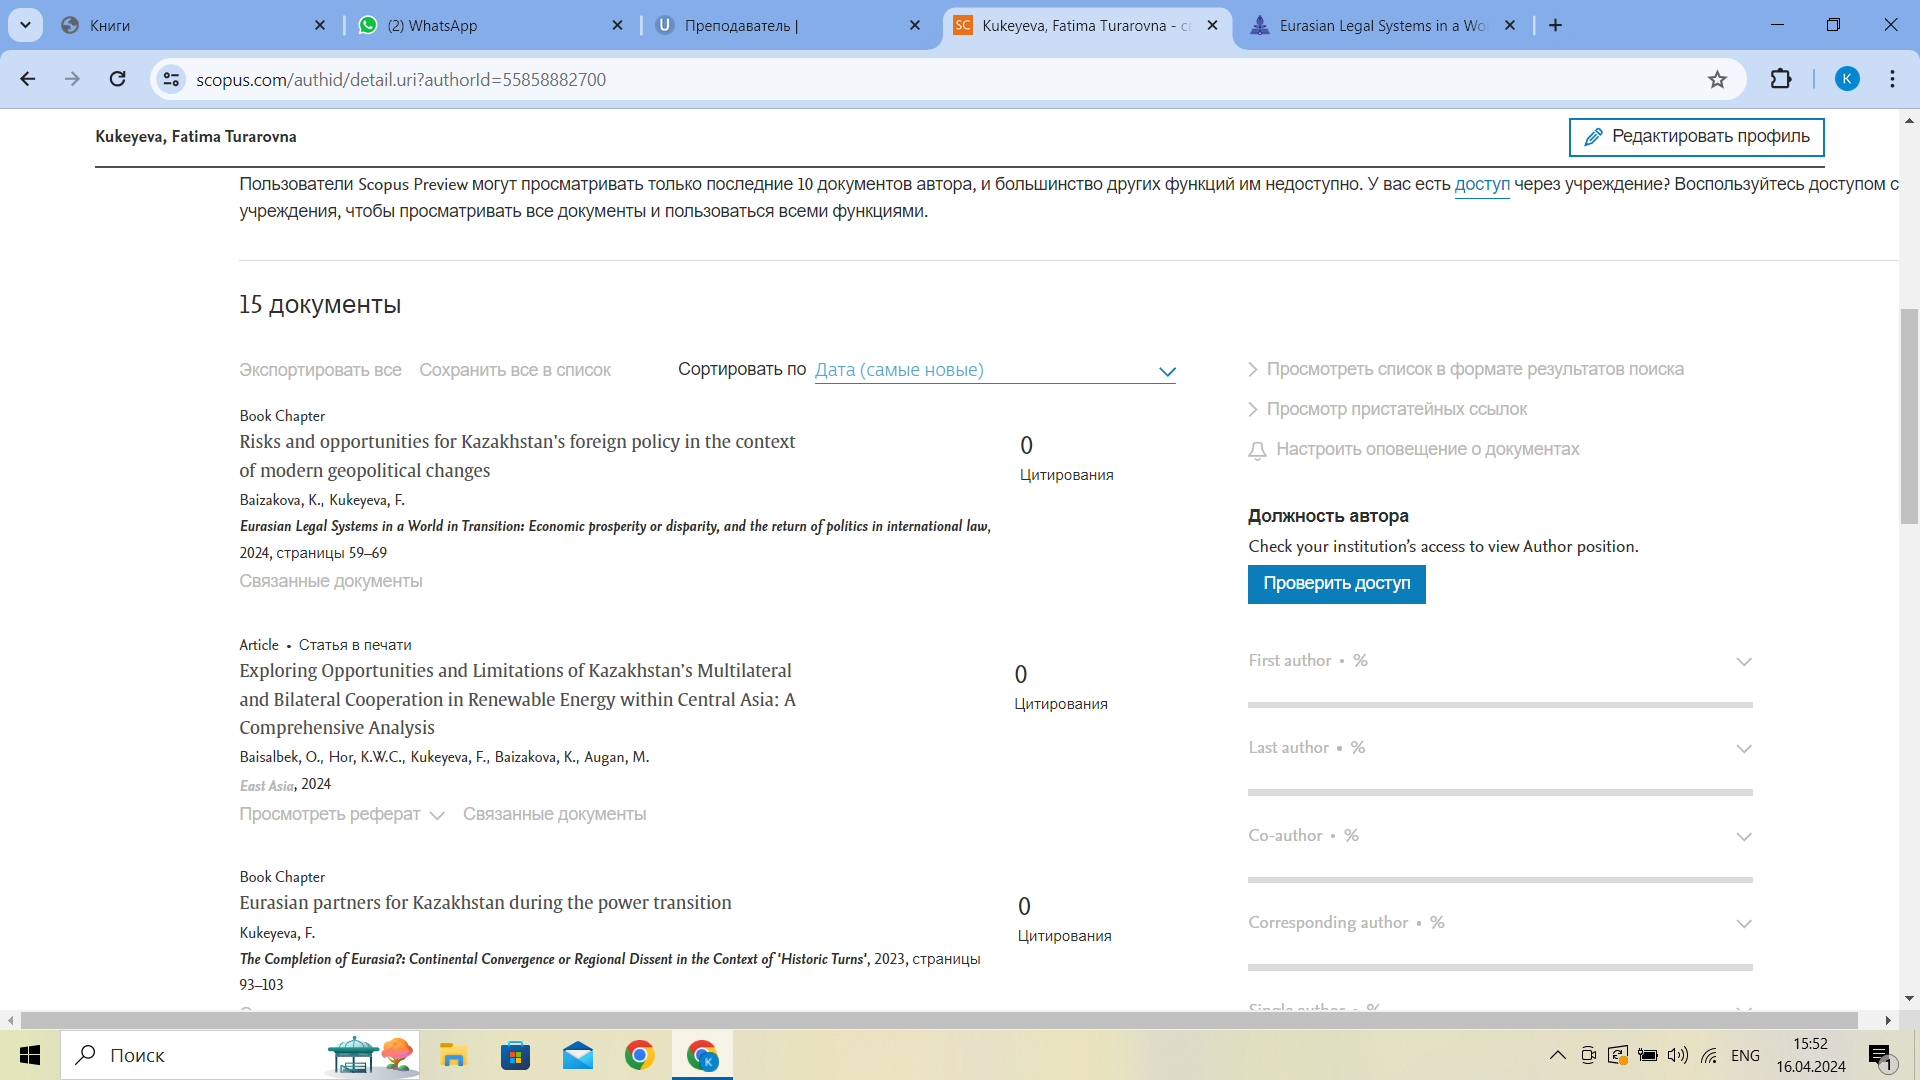 Книги
(2) WhatsApp
Преподаватель |
Kukeyeva, Fatima Turarovna - с
Eurasian Legal Systems in a Wo
scopus.com/authid/detail.uri?authorId=55858882700
K
Kukeyeva, Fatima Turarovna
Редактировать профиль
Пользователи Scopus Preview могут просматривать только последние 10 документов автора, и большинство других функций им недоступно. У вас есть доступ через учреждение? Воспользуйтесь доступом с
учреждения, чтобы просматривать все документы и пользоваться всеми функциями.
15 документы
Экспортировать все Сохранить все в список Сортировать по Дата (самые новые)
Book Chapter
Risks and opportunities for Kazakhstan's foreign policy in the context
of modern geopolitical changes
Baizakova, K., Kukeyeva, F.
Eurasian Legal Systems in a World in Transition: Economic prosperity or disparity, and the return of politics in international law,
2024, страницы 59–69
Связанные документы
0
Цитирования
Article • Статья в печати
Exploring Opportunities and Limitations of Kazakhstan's Multilateral
and Bilateral Cooperation in Renewable Energy within Central Asia: A
Comprehensive Analysis
Baisalbek, O., Hor, K.W.C., Kukeyeva, F., Baizakova, K., Augan, M.
East Asia, 2024
Просмотреть реферат Связанные документы
0
Цитирования
Book Chapter
Eurasian partners for Kazakhstan during the power transition
Kukeyeva, F.
The Completion of Eurasia?: Continental Convergence or Regional Dissent in the Context of 'Historic Turns', 2023, страницы
93–103
0
Цитирования
Просмотреть список в формате результатов поиска
Просмотр пристатейных ссылок
Настроить оповещение о документах
Должность автора
Check your institution's access to view Author position.
Проверить доступ
First author • %
Last author • %
Co-author • %
Corresponding author • %
Single author • %
Поиск
ENG
15:52
16.04.2024
1